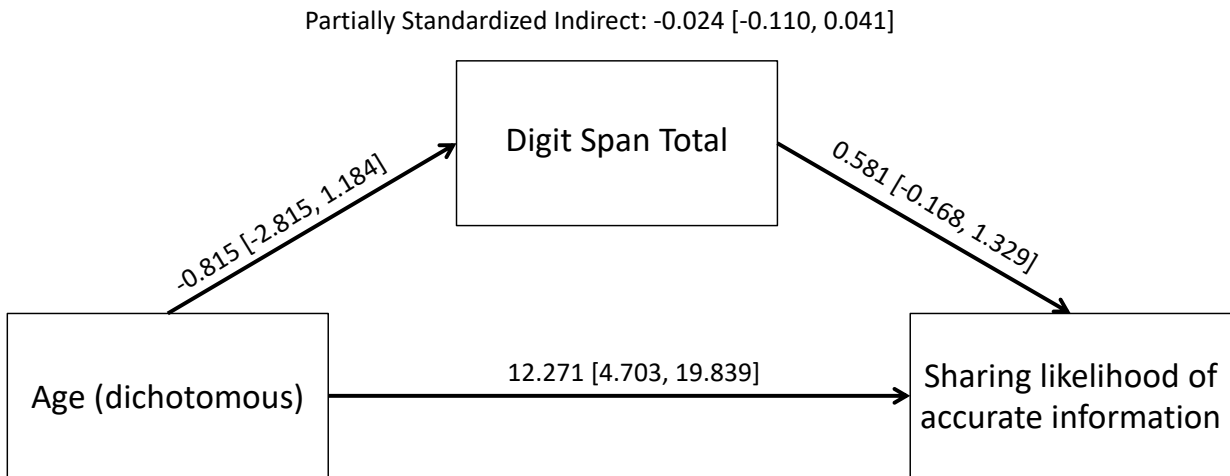 Partially Standardized Indirect: -0.024 [-0.110, 0.041]
Digit Span Total
-0.815 [-2.815, 1.184]
0.581 [-0.168, 1.329]
Age (dichotomous)
12.271 [4.703, 19.839]
Sharing likelihood of
accurate information